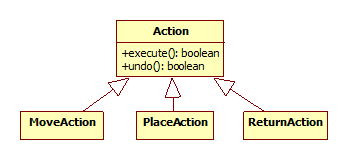 Action
+execute(): boolean
+undo(): boolean
MoveAction
PlaceAction
ReturnAction